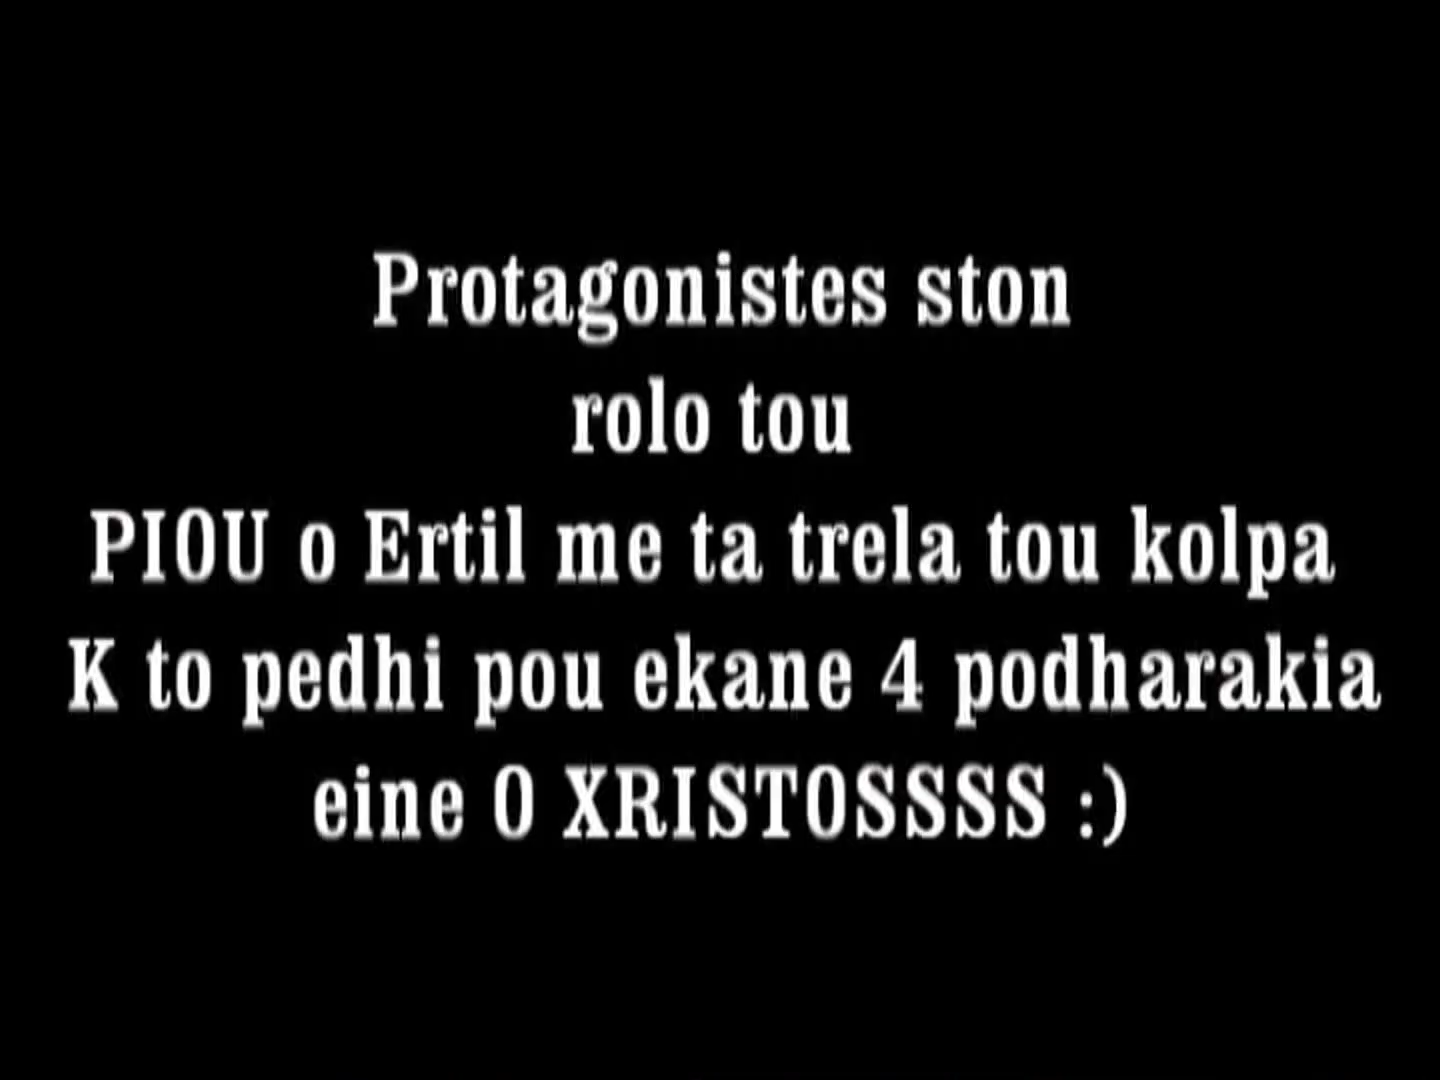 Protagonistes ston
rolo tou
PIOU o Ertil me ta trela tou kolpa
K to pedhi pou ekane 4 podharakia
eine O XRISTOSSSS :)